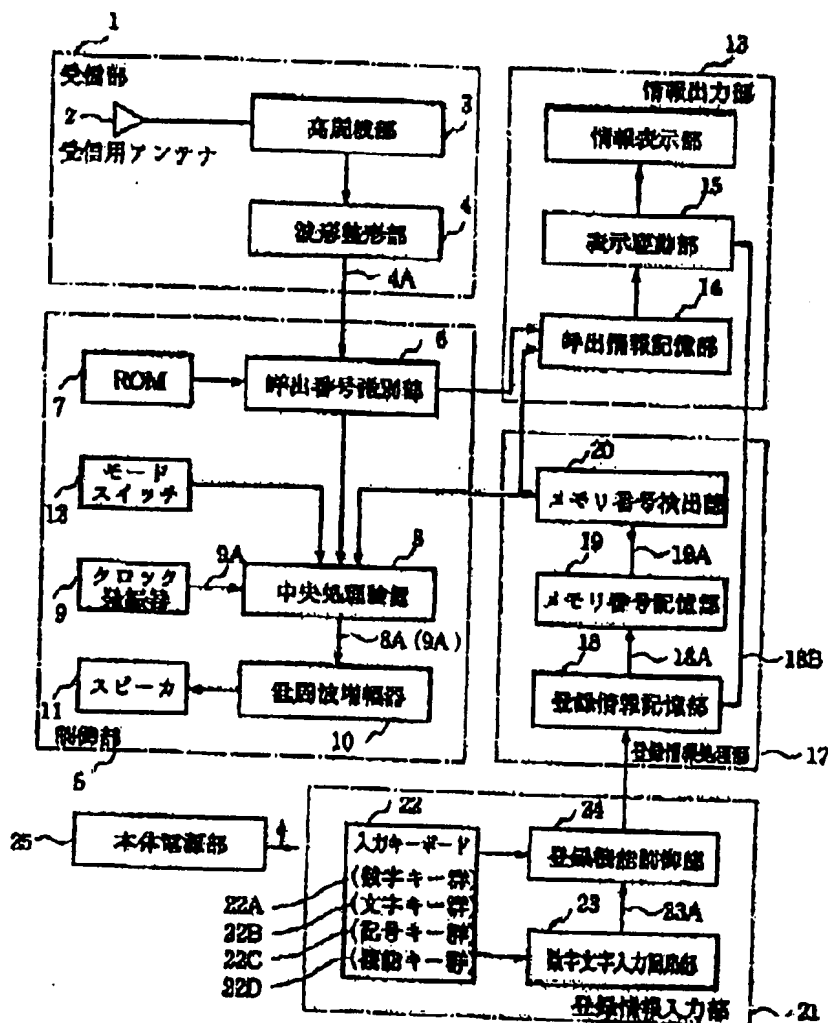 1
受信部
2
受信用アンテナ
高周波部
3
波形整形部
4
4A
13
情報出力部
情報表示部
15
表示駆動部
14
呼出情報記憶部
6
ROM
7
呼出番号識別部
モード
スイッチ
12
クロック
発振器
9
9A
8
中央処理
8A(9A)
スピーカ
11
低周波増幅器
10
制御部
5
20
メモリ番号検出部
19
19A
メモリ番号記憶部
18
18A
18B
登録情報記憶部
登録情報処理部
17
25
本体電源部
22
入力キーボード
(数字キー群)
(文字キー群)
(記号キー群)
(機能キー群)
22A
22B
22C
22D
24
登録機能制御部
23
23A
数字文字入力回路部
登録情報入力部
21